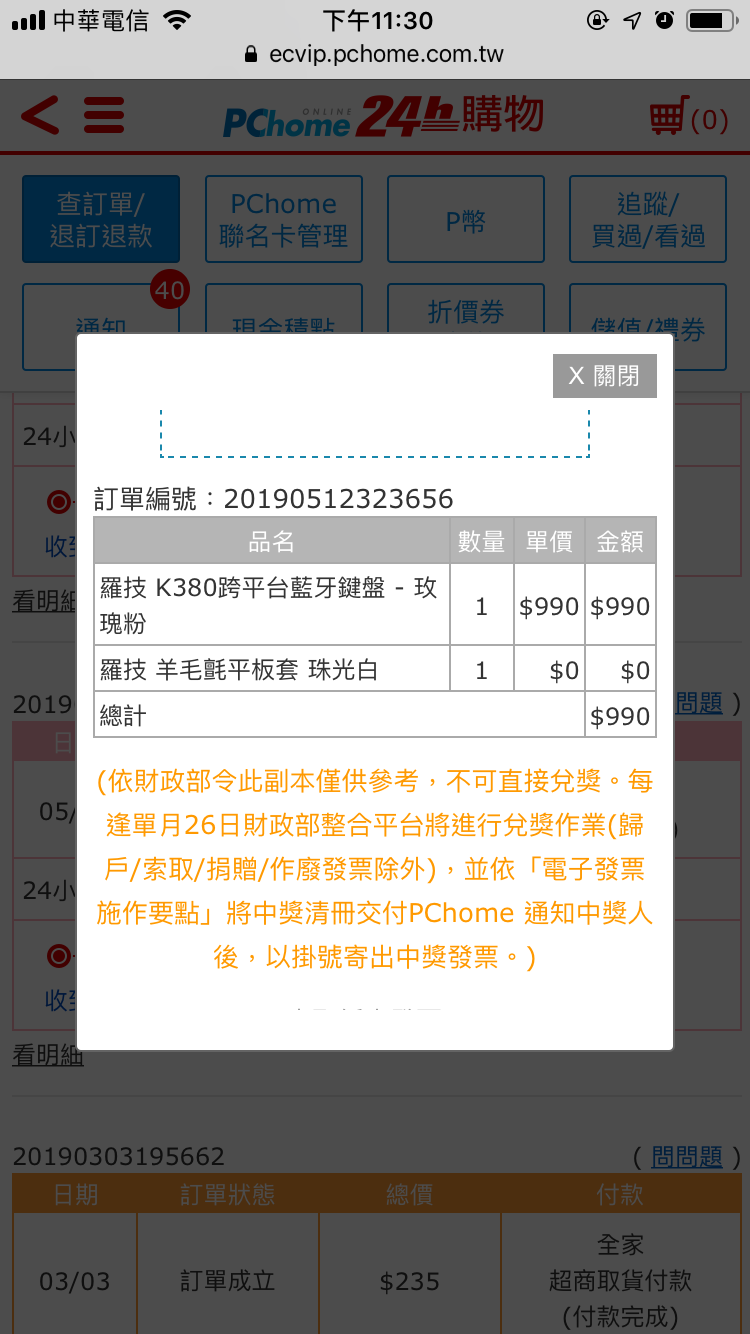 中華電信
下午11:30
ecvip.pchome.com.tw
PChome ONLINE 24h購物
(0)
查訂單/
退訂退款
PChome
聯名卡管理
P幣
追蹤/
買過/看過
40
通知
現金積點
折價券
儲值/禮券
X 關閉
24小
收到
看明細
訂單編號：20190512323656
品名 數量 單價 金額
羅技 K380跨平台藍牙鍵盤 - 玫
瑰粉
1 $990 $990
羅技 羊毛氈平板套 珠光白 1 $0 $0
總計 $990
(依財政部令此副本僅供參考，不可直接兌獎。每
逢單月26日財政部整合平台將進行兌獎作業(歸
戶/索取/捐贈/作廢發票除外)，並依「電子發票
施作要點」將中獎清冊交付PChome 通知中獎人
後，以掛號寄出中獎發票。)
2019
問題 )
日
05/
)
24小
收到
看明細
20190303195662
( 問問題 )
日期 訂單狀態 總價 付款
03/03 訂單成立 $235
全家
超商取貨付款
(付款完成)